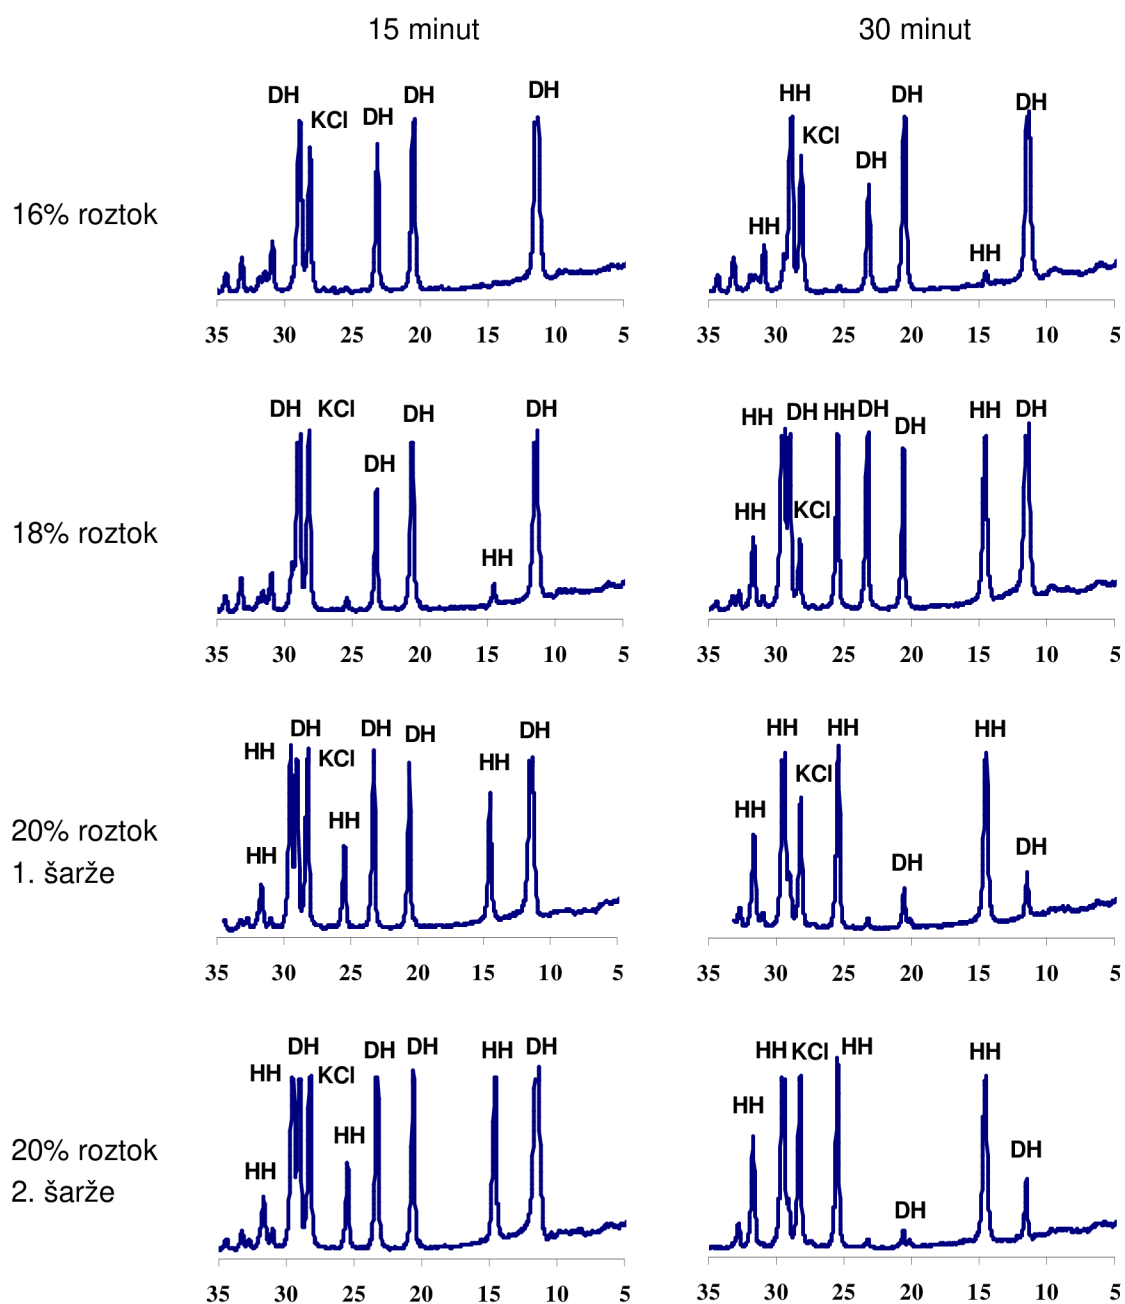 15 minut
30 minut
DH KCl DH DH DH
HH KCl DH DH DH
HH HH
16% roztok
35 30 25 20 15 10 5
35 30 25 20 15 10 5
DH KCl DH DH
DH
HH
HH DH HH DH DH HH DH
HH KCl
18% roztok
35 30 25 20 15 10 5
35 30 25 20 15 10 5
HH DH KCl DH DH HH DH
HH HH
HH HH HH
KCl
HH DH DH
20% roztok
1. šarže
35 30 25 20 15 10 5
35 30 25 20 15 10 5
HH DH KCl DH DH HH DH
HH HH
HH KCl HH HH
HH DH DH
20% roztok
2. šarže
35 30 25 20 15 10 5
35 30 25 20 15 10 5